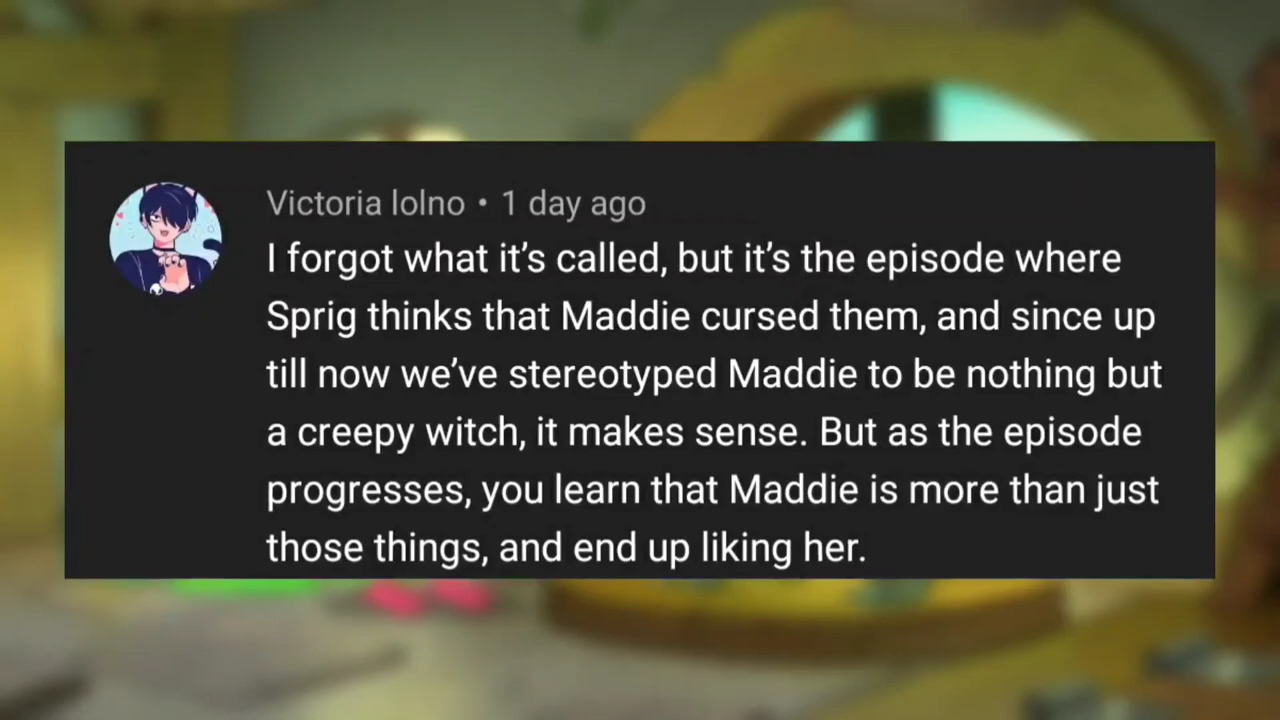 Victoria lolno • 1 day ago
I forgot what it’s called, but it’s the episode where
Sprig thinks that Maddie cursed them, and since up
till now we’ve stereotyped Maddie to be nothing but
a creepy witch, it makes sense. But as the episode
progresses, you learn that Maddie is more than just
those things, and end up liking her.